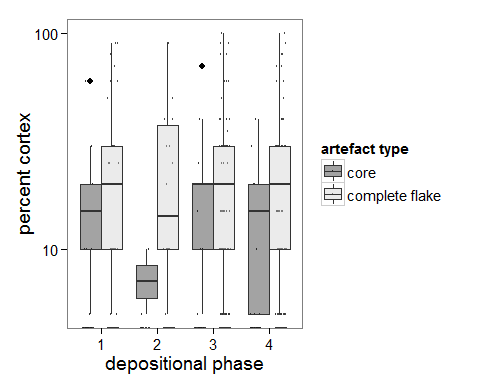 100
10
percent cortex
1 2 3 4
depositional phase
artefact type
core
complete flake